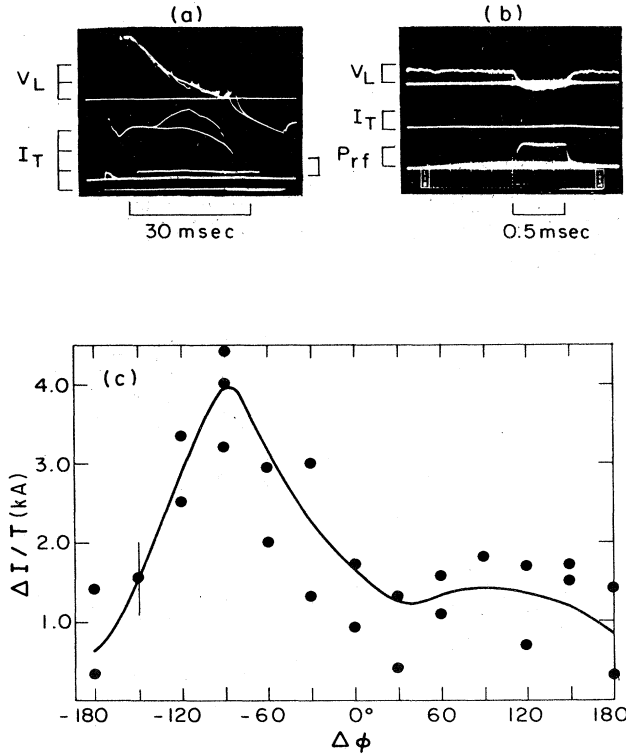 (a)
V_L
I_T
30 msec
(b)
V_L
I_T
P_rf
0.5 msec
(c)
ΔI/T (kA)
4.0
3.0
2.0
1.0
-180 -120 -60 0° 60 120 180
Δϕ